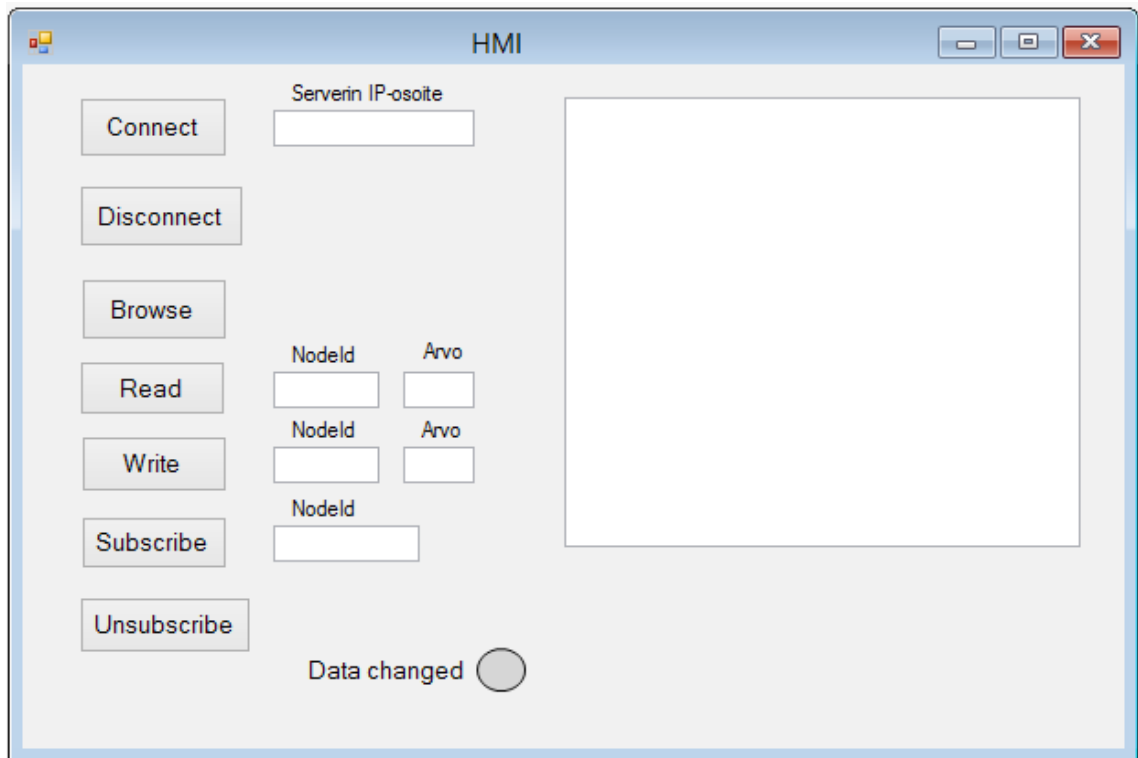 HMI
Serverin IP-osoite
Connect
Disconnect
Browse
NodeId Arvo
Read
NodeId Arvo
Write
NodeId
Subscribe
Unsubscribe
Data changed